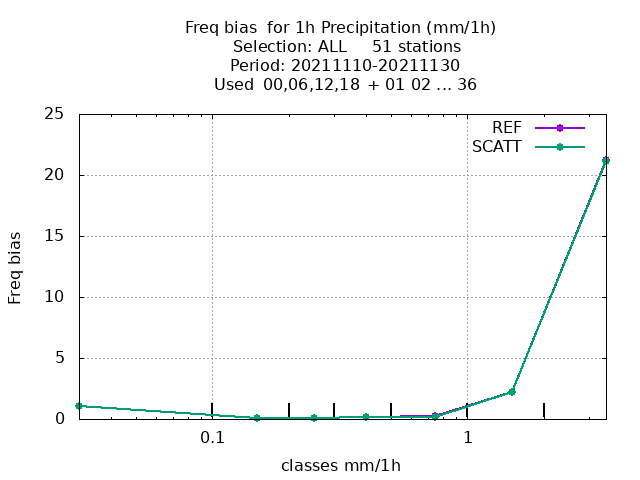 Freq bias  for 1h Precipitation (mm/1h)
Selection: ALL     51 stations
Period: 20211110-20211130
Used  00,06,12,18  + 01 02 ... 36
25
REF
SCATT
20
15
Freq bias
10
5
0
0.1
1
classes mm/1h